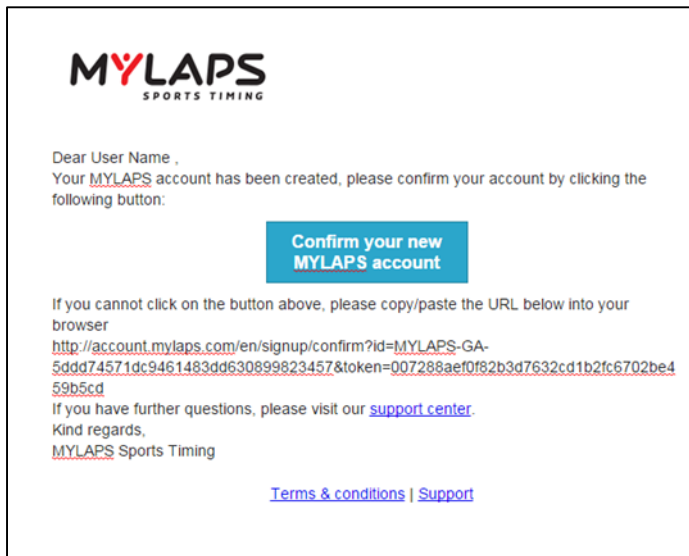 MYLAPS
SPORTS TIMING
Dear User Name ,
Your MYLAPS account has been created, please confirm your account by clicking the
following button:
Confirm your new
MYLAPS account
If you cannot click on the button above, please copy/paste the URL below into your
browser
http://account.mylaps.com/en/signup/confirm?id=MYLAPS-GA-
5ddd74571dc9461483dd630899823457&token=007288aef0f82b3d7632cd1b2fc6702be4
59b5cd
If you have further questions, please visit our support center.
Kind regards,
MYLAPS Sports Timing
Terms & conditions | Support